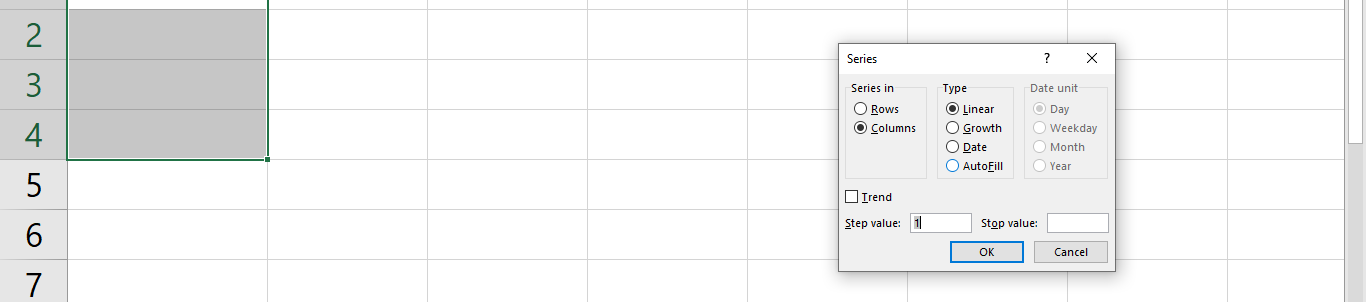 2
3
4
5
6
7
Series ?
Series in
Rows
Columns
Type
Linear
Growth
Date
AutoFill
Date unit
Day
Weekday
Month
Year
Trend
Step value: 1 Stop value:
OK Cancel